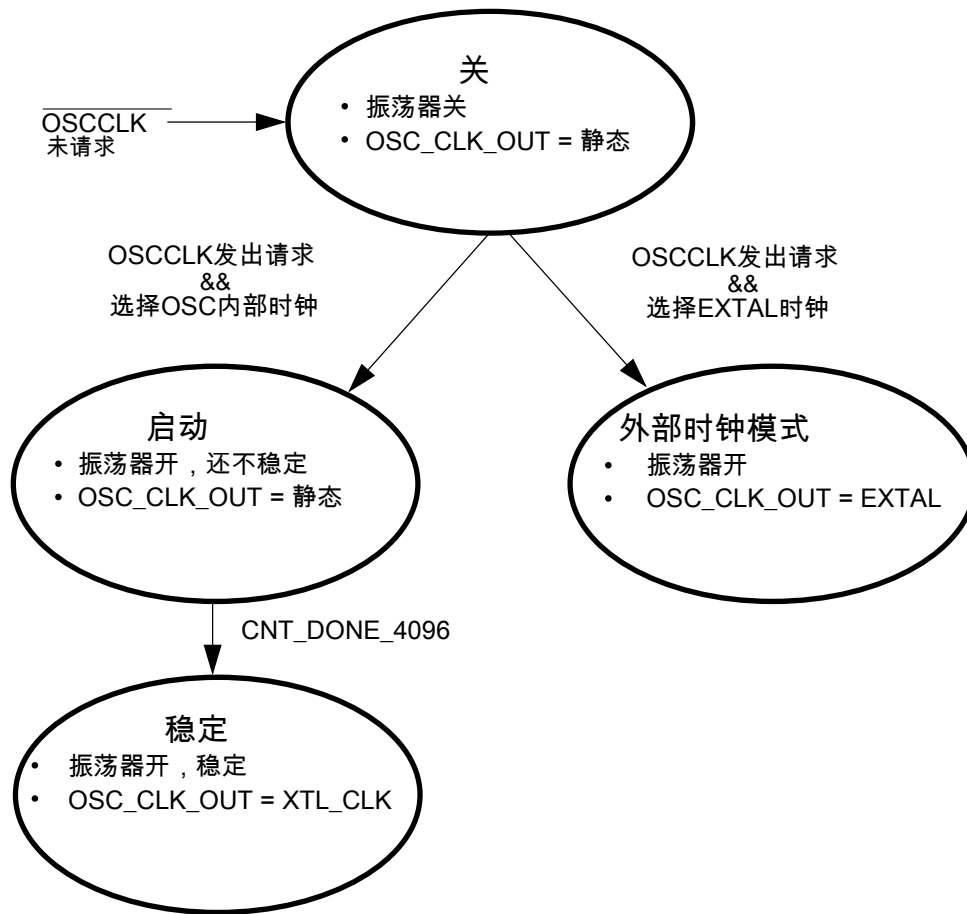 关
• 振荡器关
• OSC_CLK_OUT = 静态
OSCCLK
未请求
OSCCLK发出请求
&&
选择OSC内部时钟
OSCCLK发出请求
&&
选择EXTAL时钟
启动
• 振荡器开，还不稳定
• OSC_CLK_OUT = 静态
外部时钟模式
• 振荡器开
• OSC_CLK_OUT = EXTAL
CNT_DONE_4096
稳定
• 振荡器开，稳定
• OSC_CLK_OUT = XTL_CLK